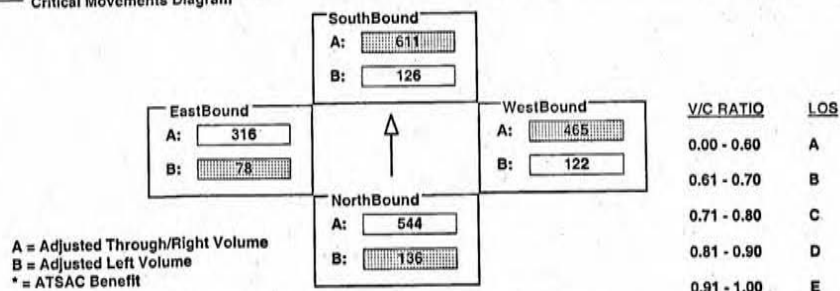 Critical Movements Diagram
SouthBound
A: 611
B: 126
EastBound
A: 316
B: 78
WestBound
A: 465
B: 122
NorthBound
A: 544
B: 136
A = Adjusted Through/Right Volume
B = Adjusted Left Volume
* = ATSAC Benefit
V/C RATIO LOS
0.00 - 0.60 A
0.61 - 0.70 B
0.71 - 0.80 C
0.81 - 0.90 D
0.91 - 1.00 E